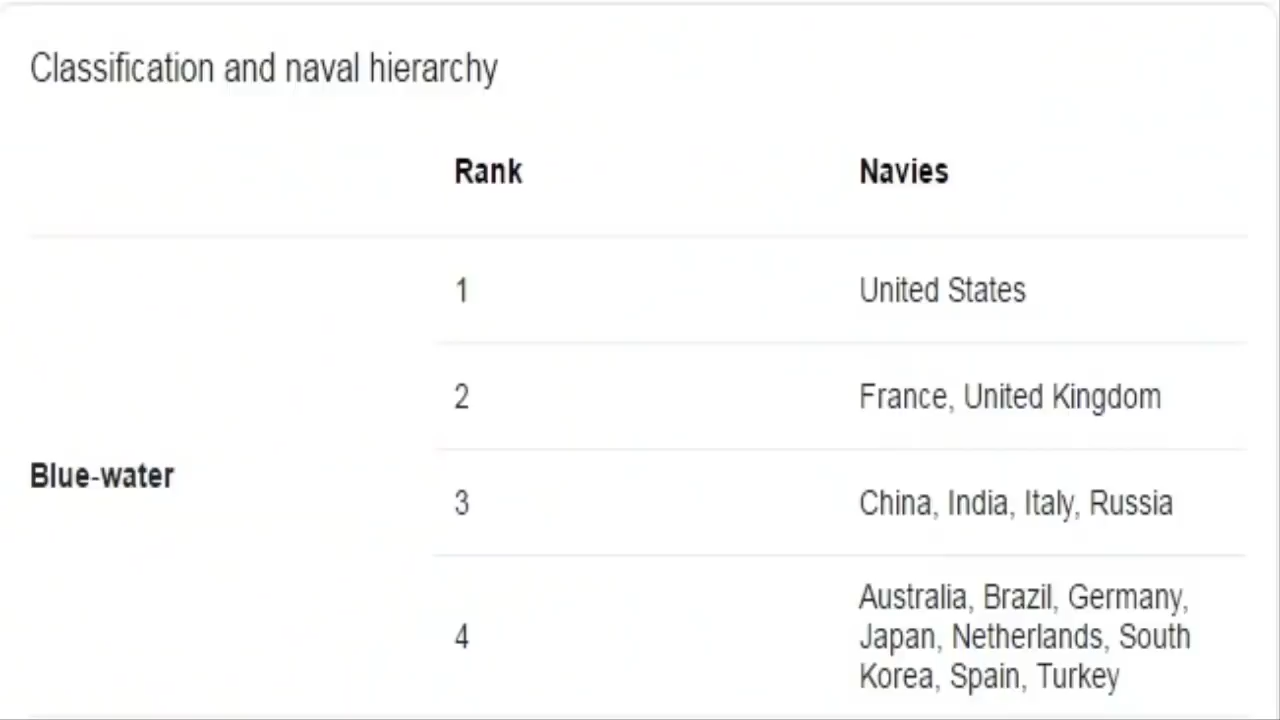 Classification and naval hierarchy
Rank Navies
1 United States
2 France, United Kingdom
Blue-water
3 China, India, Italy, Russia
Australia, Brazil, Germany,
4 Japan, Netherlands, South
Korea, Spain, Turkey